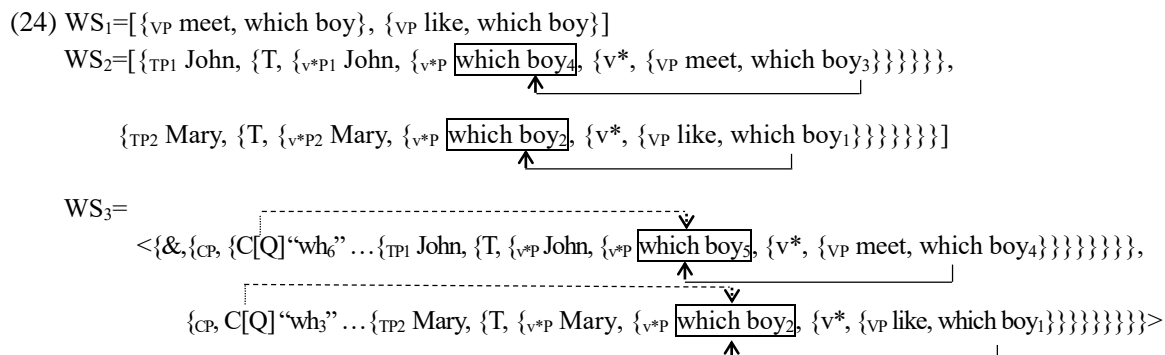 (24) WS1=[{VP meet, which boy}, {VP like, which boy}]
WS2=[{TP1 John, {T, {v*P1 John, {v*P which boy4, {v*, {VP meet, which boy3}}}}}},
{TP2 Mary, {T, {v*P2 Mary, {v*P which boy2, {v*, {VP like, which boy1}}}}}}}]
WS3=
<{&,{CP, {C[Q]“wh6” …{TP1 John, {T, {v*P John, {v*P which boy5, {v*, {VP meet, which boy4}}}}}}}},
{CP, C[Q]“wh3” …{TP2 Mary, {T, {v*P Mary, {v*P which boy2, {v*, {VP like, which boy1}}}}}}}}}>